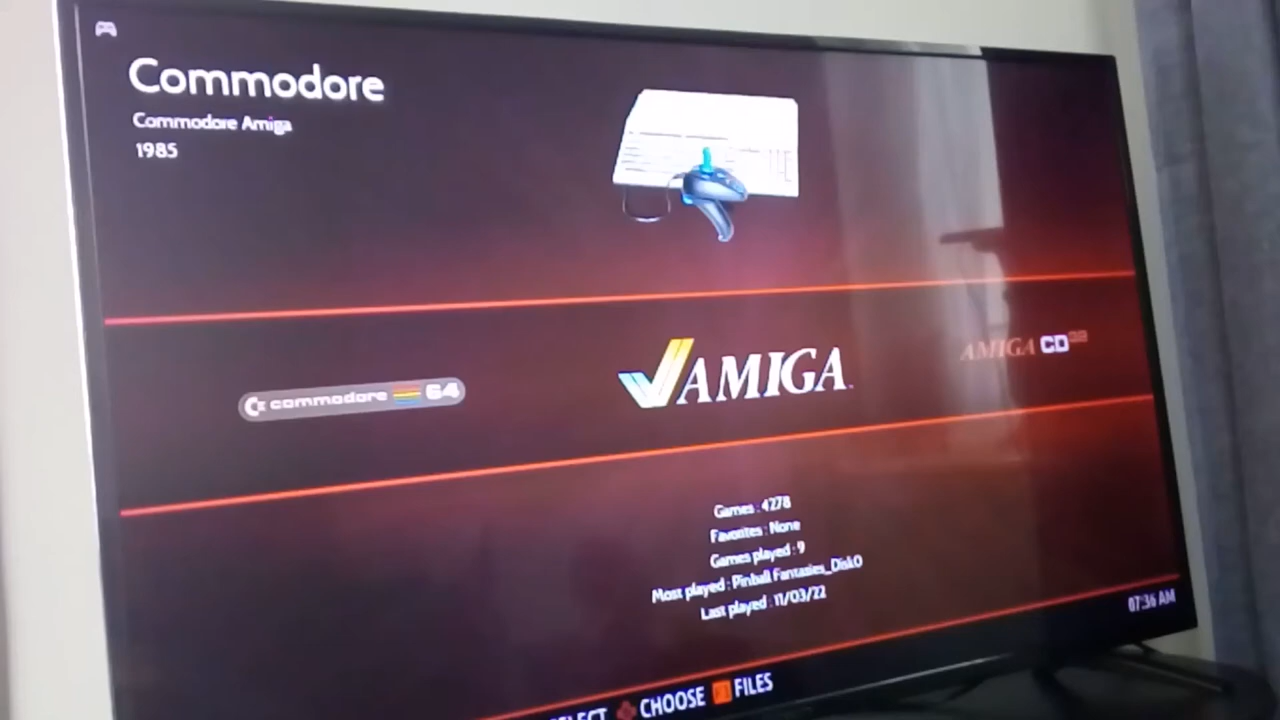 Commodore
Commodore Amiga
1985
commodore 64
AMIGA
AMIGA CD32
Games : 4278
Favorites : None
Games played : 9
Most played : Pinball Fantasies_Disk0
Last played : 11/03/22
07:36 AM
CHOOSE FILES